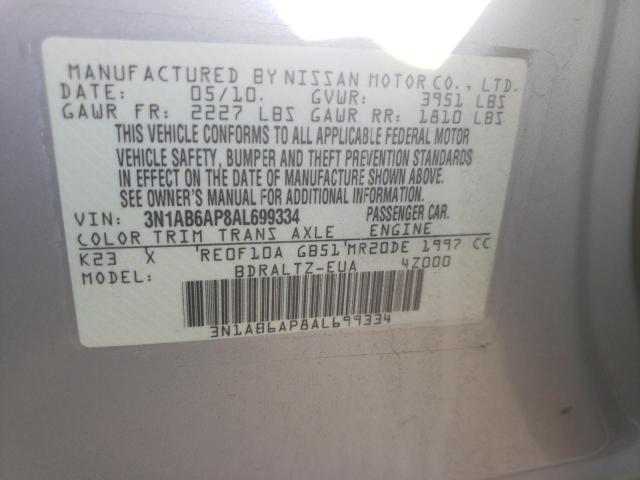 MANUFACTURED BY NISSAN MOTOR CO., LTD.
DATE: 05/10. GVWR: 3951 LBS
GAWR FR: 2227 LBS GAWR RR: 1810 LBS
THIS VEHICLE CONFORMS TO ALL APPLICABLE FEDERAL MOTOR
VEHICLE SAFETY, BUMPER AND THEFT PREVENTION STANDARDS
IN EFFECT ON THE DATE OF MANUFACTURE SHOWN ABOVE.
SEE OWNER'S MANUAL FOR ADDITIONAL INFORMATION.
VIN: 3N1AB6AP8AL699334 PASSENGER CAR.
COLOR TRIM TRANS AXLE ENGINE
K23 X RE0F10A GB51 MR20DE 1997 CC
MODEL: BDRALTZ-EUA 4Z000
3N1AB6AP8AL699334